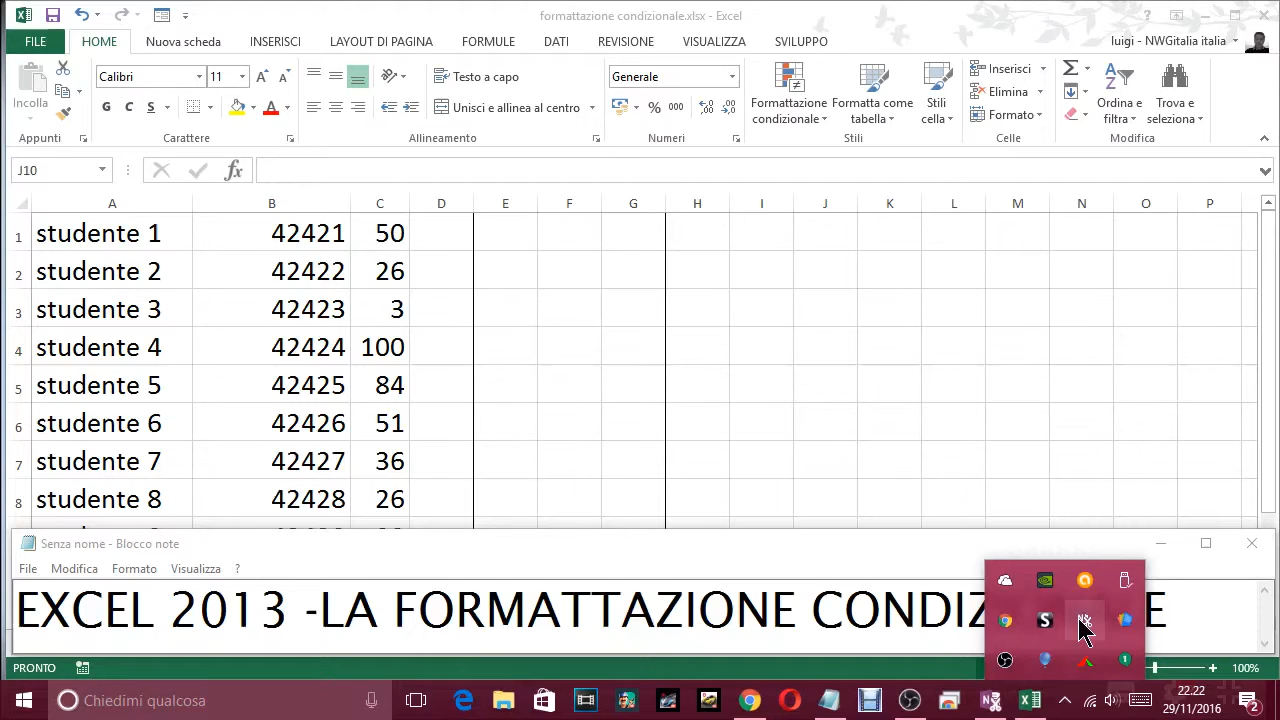 formattazione condizionale.xlsx - Excel
FILE HOME Nuova scheda INSERISCI LAYOUT DI PAGINA FORMULE DATI REVISIONE VISUALIZZA SVILUPPO luigi - NWGitalia italia
Incolla
Calibri 11
G C S
Testo a capo
Unisci e allinea al centro
Generale
% 000
Formattazione condizionale
Formatta come tabella
Stili cella
Inserisci
Elimina
Formato
Ordina e filtra
Trova e seleziona
Appunti Carattere Allineamento Numeri Stili Celle Modifica
J10 fx
A B C D E F G H I J K L M N O P
1 studente 1 42421 50
2 studente 2 42422 26
3 studente 3 42423 3
4 studente 4 42424 100
5 studente 5 42425 84
6 studente 6 42426 51
7 studente 7 42427 36
8 studente 8 42428 26
Senza nome - Blocco note
File Modifica Formato Visualizza ?
EXCEL 2013 -LA FORMATTAZIONE
PRONTO 100%
Chiedimi qualcosa
22.22
29/11/2016
2